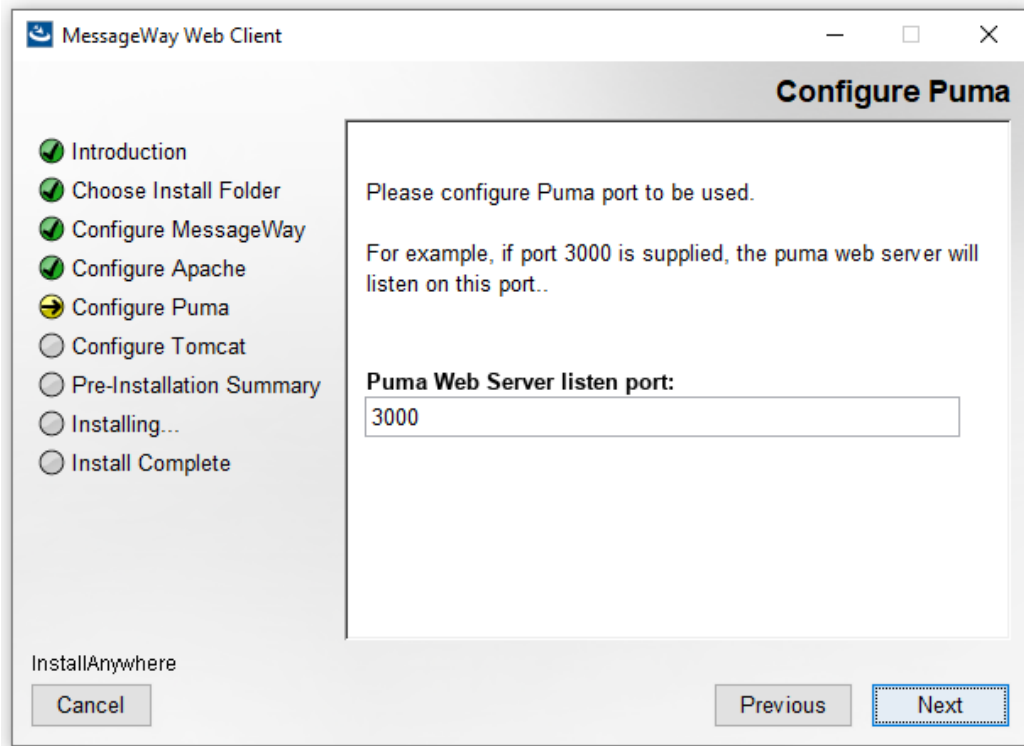 MessageWay Web Client
Configure Puma
Introduction
Choose Install Folder
Configure MessageWay
Configure Apache
Configure Puma
Configure Tomcat
Pre-Installation Summary
Installing...
Install Complete
Please configure Puma port to be used.
For example, if port 3000 is supplied, the puma web server will
listen on this port..
Puma Web Server listen port:
3000
InstallAnywhere
Cancel
Previous
Next